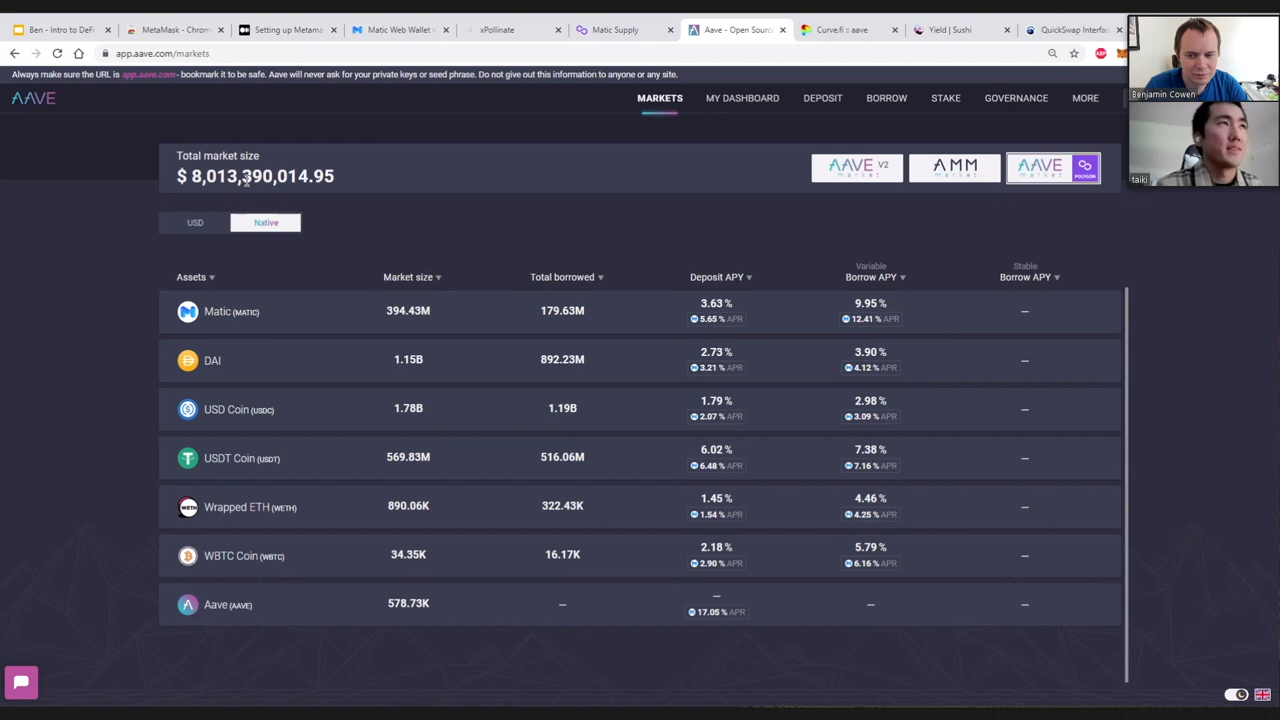 Ben - Intro to DeFi
MetaMask - Chrom
Setting up Metama
Matic Web Wallet v
xPollinate
Matic Supply
Aave - Open Sourc
Curve.fi :: aave
Yield | Sushi
QuickSwap Interfac
app.aave.com/markets
ABP
Always make sure the URL is app.aave.com - bookmark it to be safe. Aave will never ask for your private keys or seed phrase. Do not give out this information to anyone or any site.
Benjamin Cowen
taiki
AAVE
MARKETS
MY DASHBOARD
DEPOSIT
BORROW
STAKE
GOVERNANCE
MORE
Total market size
$ 8,013,390,014.95
AAVE V2
market
AMM
market
AAVE
market
POLYGON
USD
Native
Assets
Market size
Total borrowed
Deposit APY
Variable
Borrow APY
Stable
Borrow APY
Matic (MATIC)
394.43M
179.63M
3.63 %
5.65 % APR
9.95 %
12.41 % APR
—
DAI
1.15B
892.23M
2.73 %
3.21 % APR
3.90 %
4.12 % APR
—
USD Coin (USDC)
1.78B
1.19B
1.79 %
2.07 % APR
2.98 %
3.09 % APR
—
USDT Coin (USDT)
569.83M
516.06M
6.02 %
6.48 % APR
7.38 %
7.16 % APR
—
WETH
Wrapped ETH (WETH)
890.06K
322.43K
1.45 %
1.54 % APR
4.46 %
4.25 % APR
—
WBTC Coin (WBTC)
34.35K
16.17K
2.18 %
2.90 % APR
5.79 %
6.16 % APR
—
Aave (AAVE)
578.73K
—
—
17.05 % APR
—
—